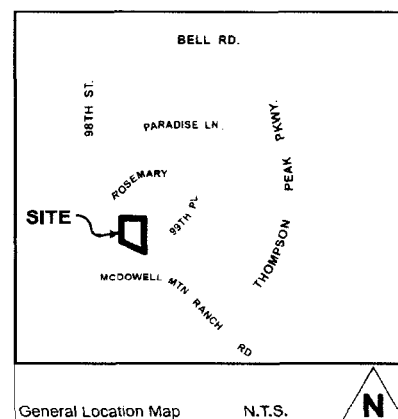 BELL RD.
98TH ST.
PARADISE LN.
THOMPSON PEAK PKWY.
ROSEMARY
99TH PL
SITE
MCDOWELL MTN RANCH RD
General Location Map N.T.S.
N